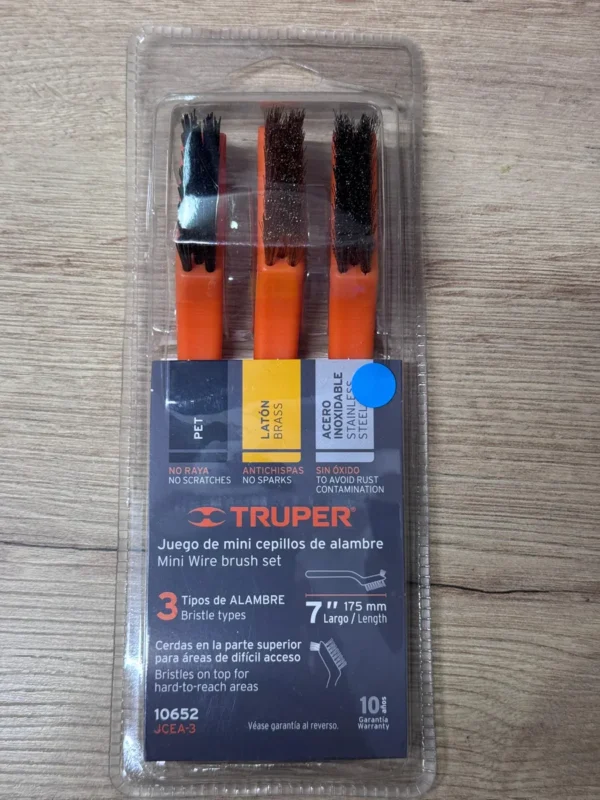 PET
LATÓN
BRASS
ACERO
INOXIDABLE
STAINLESS
STEEL
NO RAYA
NO SCRATCHES
ANTICHISPAS
NO SPARKS
SIN ÓXIDO
TO AVOID RUST
CONTAMINATION
TRUPER®
Juego de mini cepillos de alambre
Mini Wire brush set
3 Tipos de ALAMBRE
Bristle types
7" 175 mm
Largo / Length
Cerdas en la parte superior
para áreas de difícil acceso
Bristles on top for
hard-to-reach areas
10652
JCEA-3
Véase garantía al reverso.
10 años
Garantía
Warranty